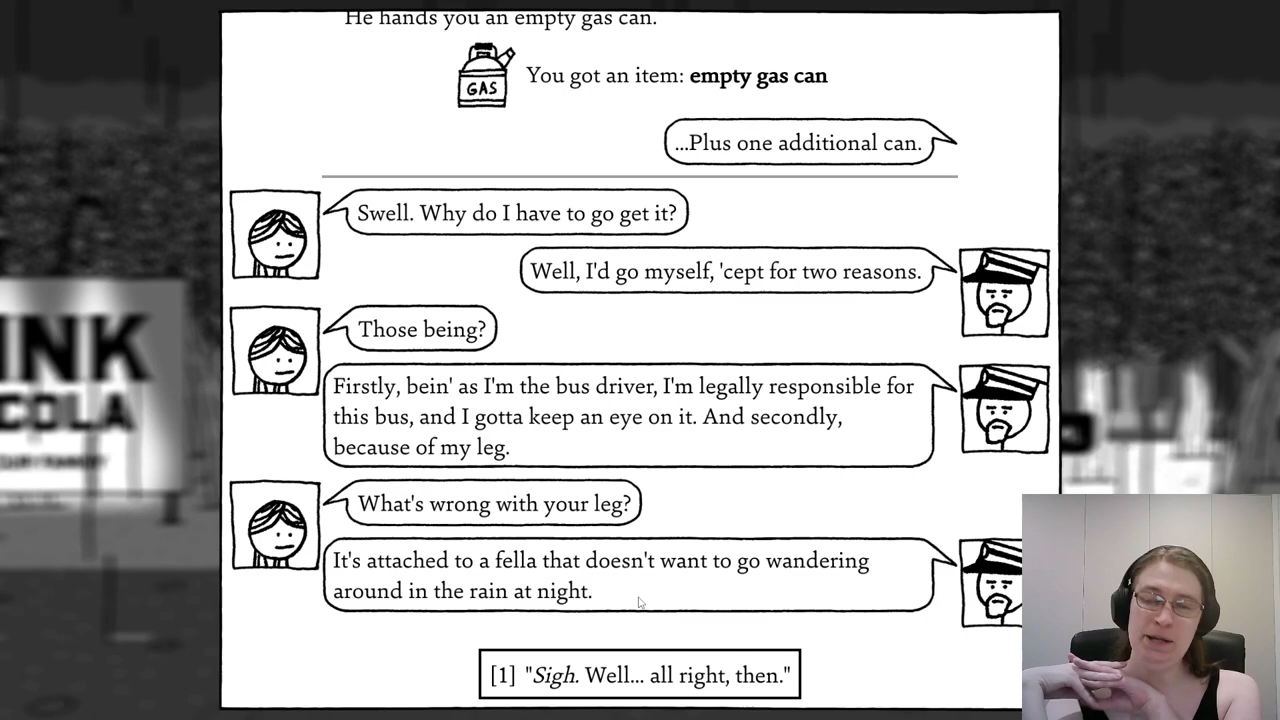 He hands you an empty gas can.
GAS
You got an item: empty gas can
...Plus one additional can.
Swell. Why do I have to go get it?
Well, I'd go myself, 'cept for two reasons.
Those being?
Firstly, bein' as I'm the bus driver, I'm legally responsible for
this bus, and I gotta keep an eye on it. And secondly,
because of my leg.
What's wrong with your leg?
It's attached to a fella that doesn't want to go wandering
around in the rain at night.
[1] "Sigh. Well... all right, then."
INK
COLA